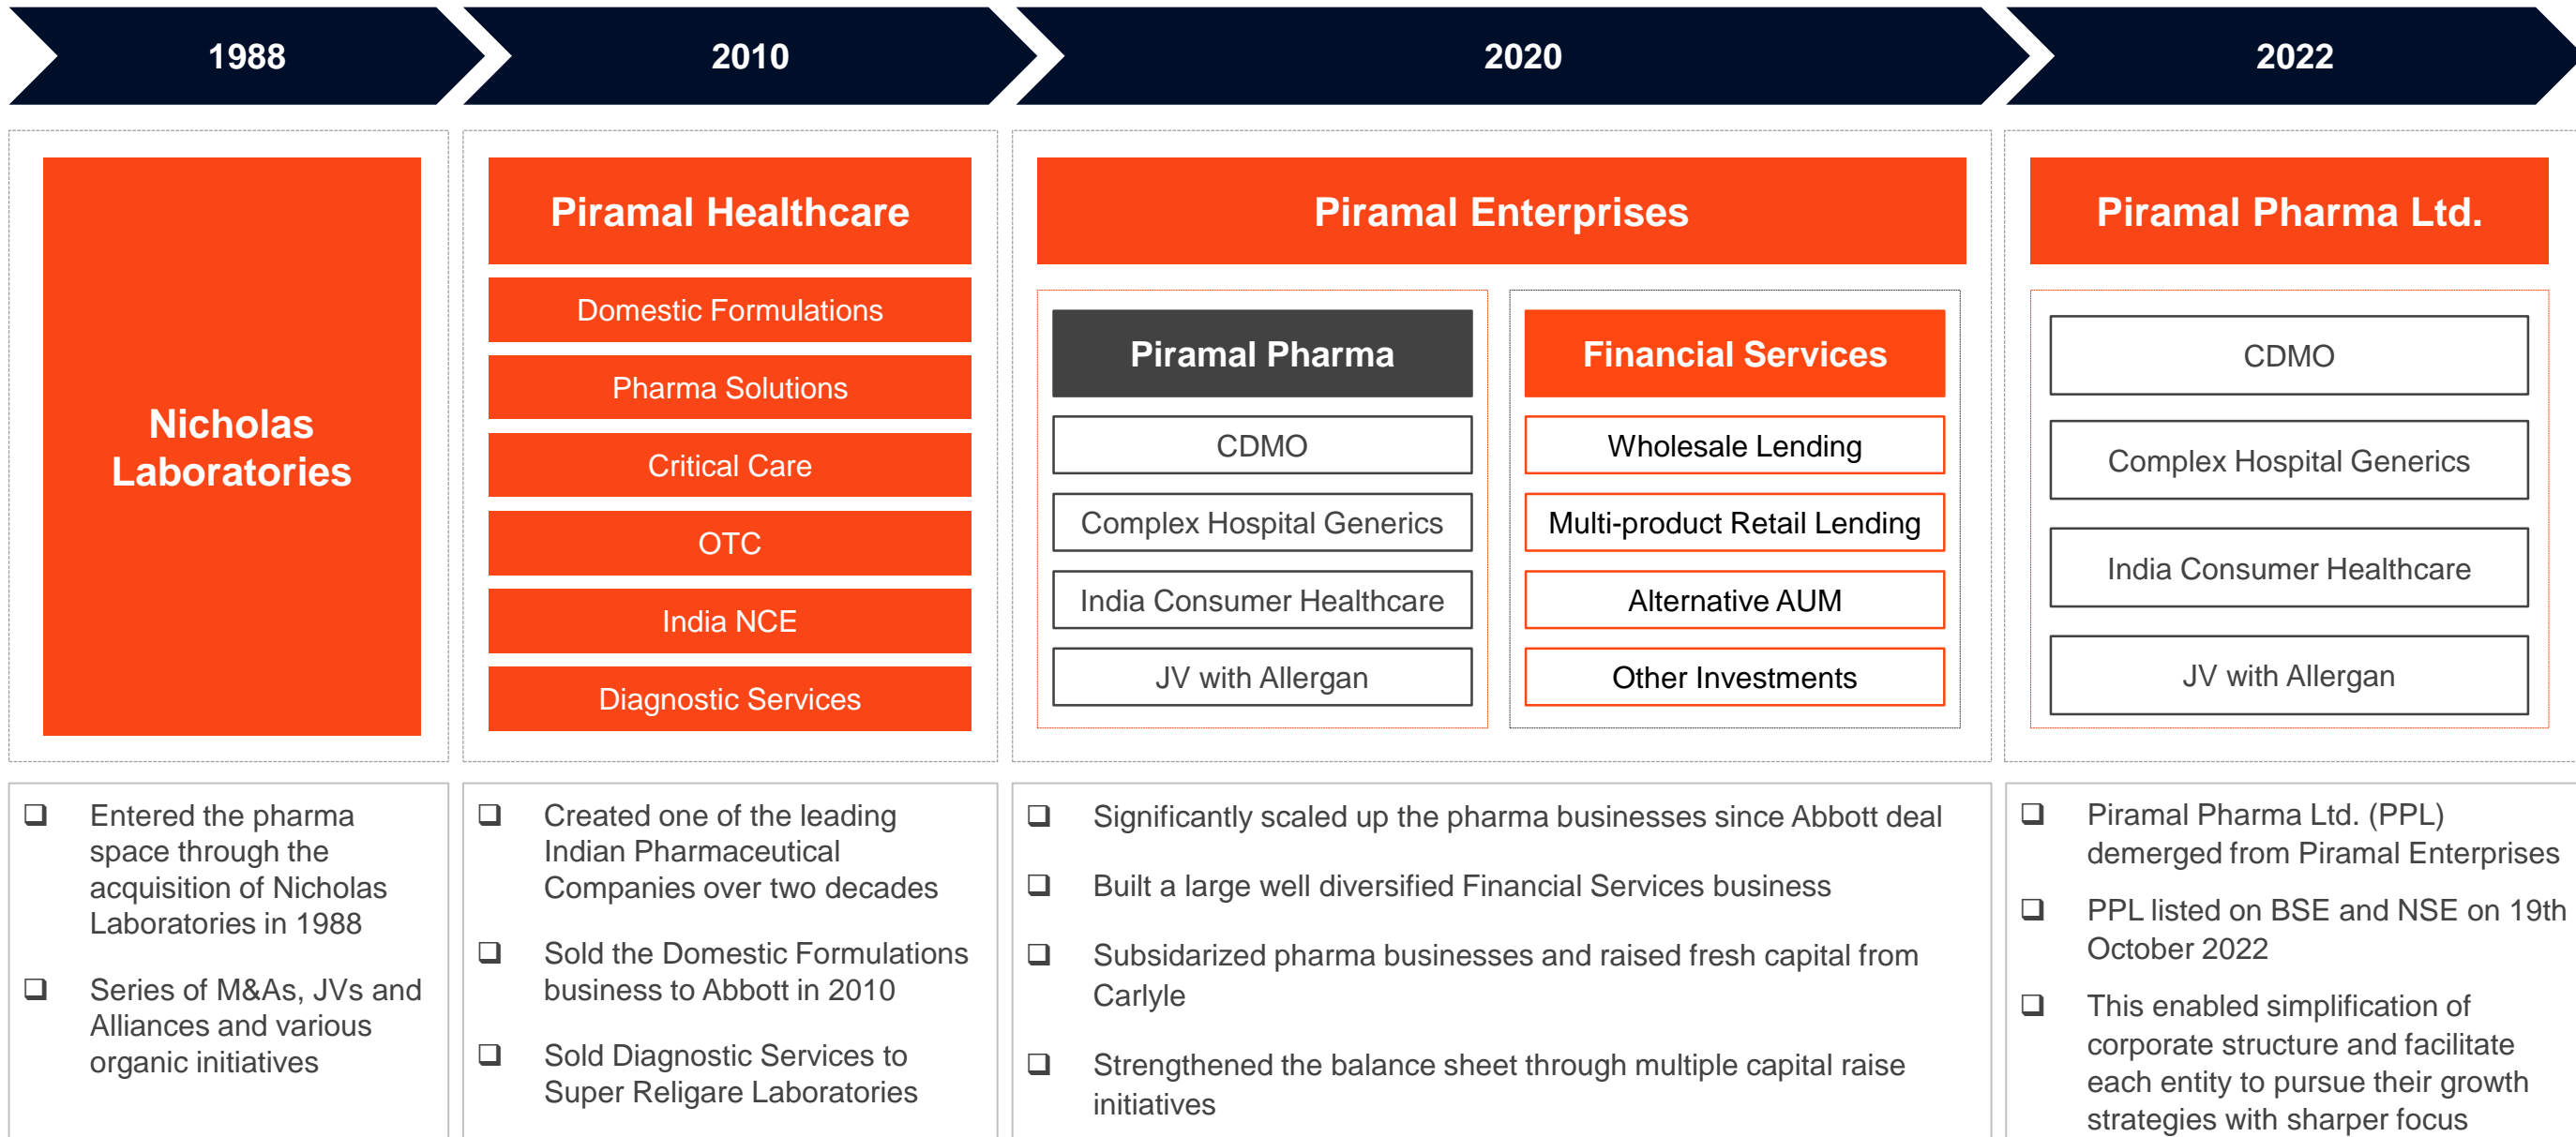 1988
2010
2020
2022
Nicholas
Laboratories
Piramal Healthcare
Domestic Formulations
Pharma Solutions
Critical Care
OTC
India NCE
Diagnostic Services
Piramal Enterprises
Piramal Pharma
CDMO
Complex Hospital Generics
India Consumer Healthcare
JV with Allergan
Financial Services
Wholesale Lending
Multi-product Retail Lending
Alternative AUM
Other Investments
Piramal Pharma Ltd.
CDMO
Complex Hospital Generics
India Consumer Healthcare
JV with Allergan
❑ Entered the pharma
space through the
acquisition of Nicholas
Laboratories in 1988
❑ Series of M&As, JVs and
Alliances and various
organic initiatives
❑ Created one of the leading
Indian Pharmaceutical
Companies over two decades
❑ Sold the Domestic Formulations
business to Abbott in 2010
❑ Sold Diagnostic Services to
Super Religare Laboratories
❑ Significantly scaled up the pharma businesses since Abbott deal
❑ Built a large well diversified Financial Services business
❑ Subsidarized pharma businesses and raised fresh capital from
Carlyle
❑ Strengthened the balance sheet through multiple capital raise
initiatives
❑ Piramal Pharma Ltd. (PPL)
demerged from Piramal Enterprises
❑ PPL listed on BSE and NSE on 19th
October 2022
❑ This enabled simplification of
corporate structure and facilitate
each entity to pursue their growth
strategies with sharper focus